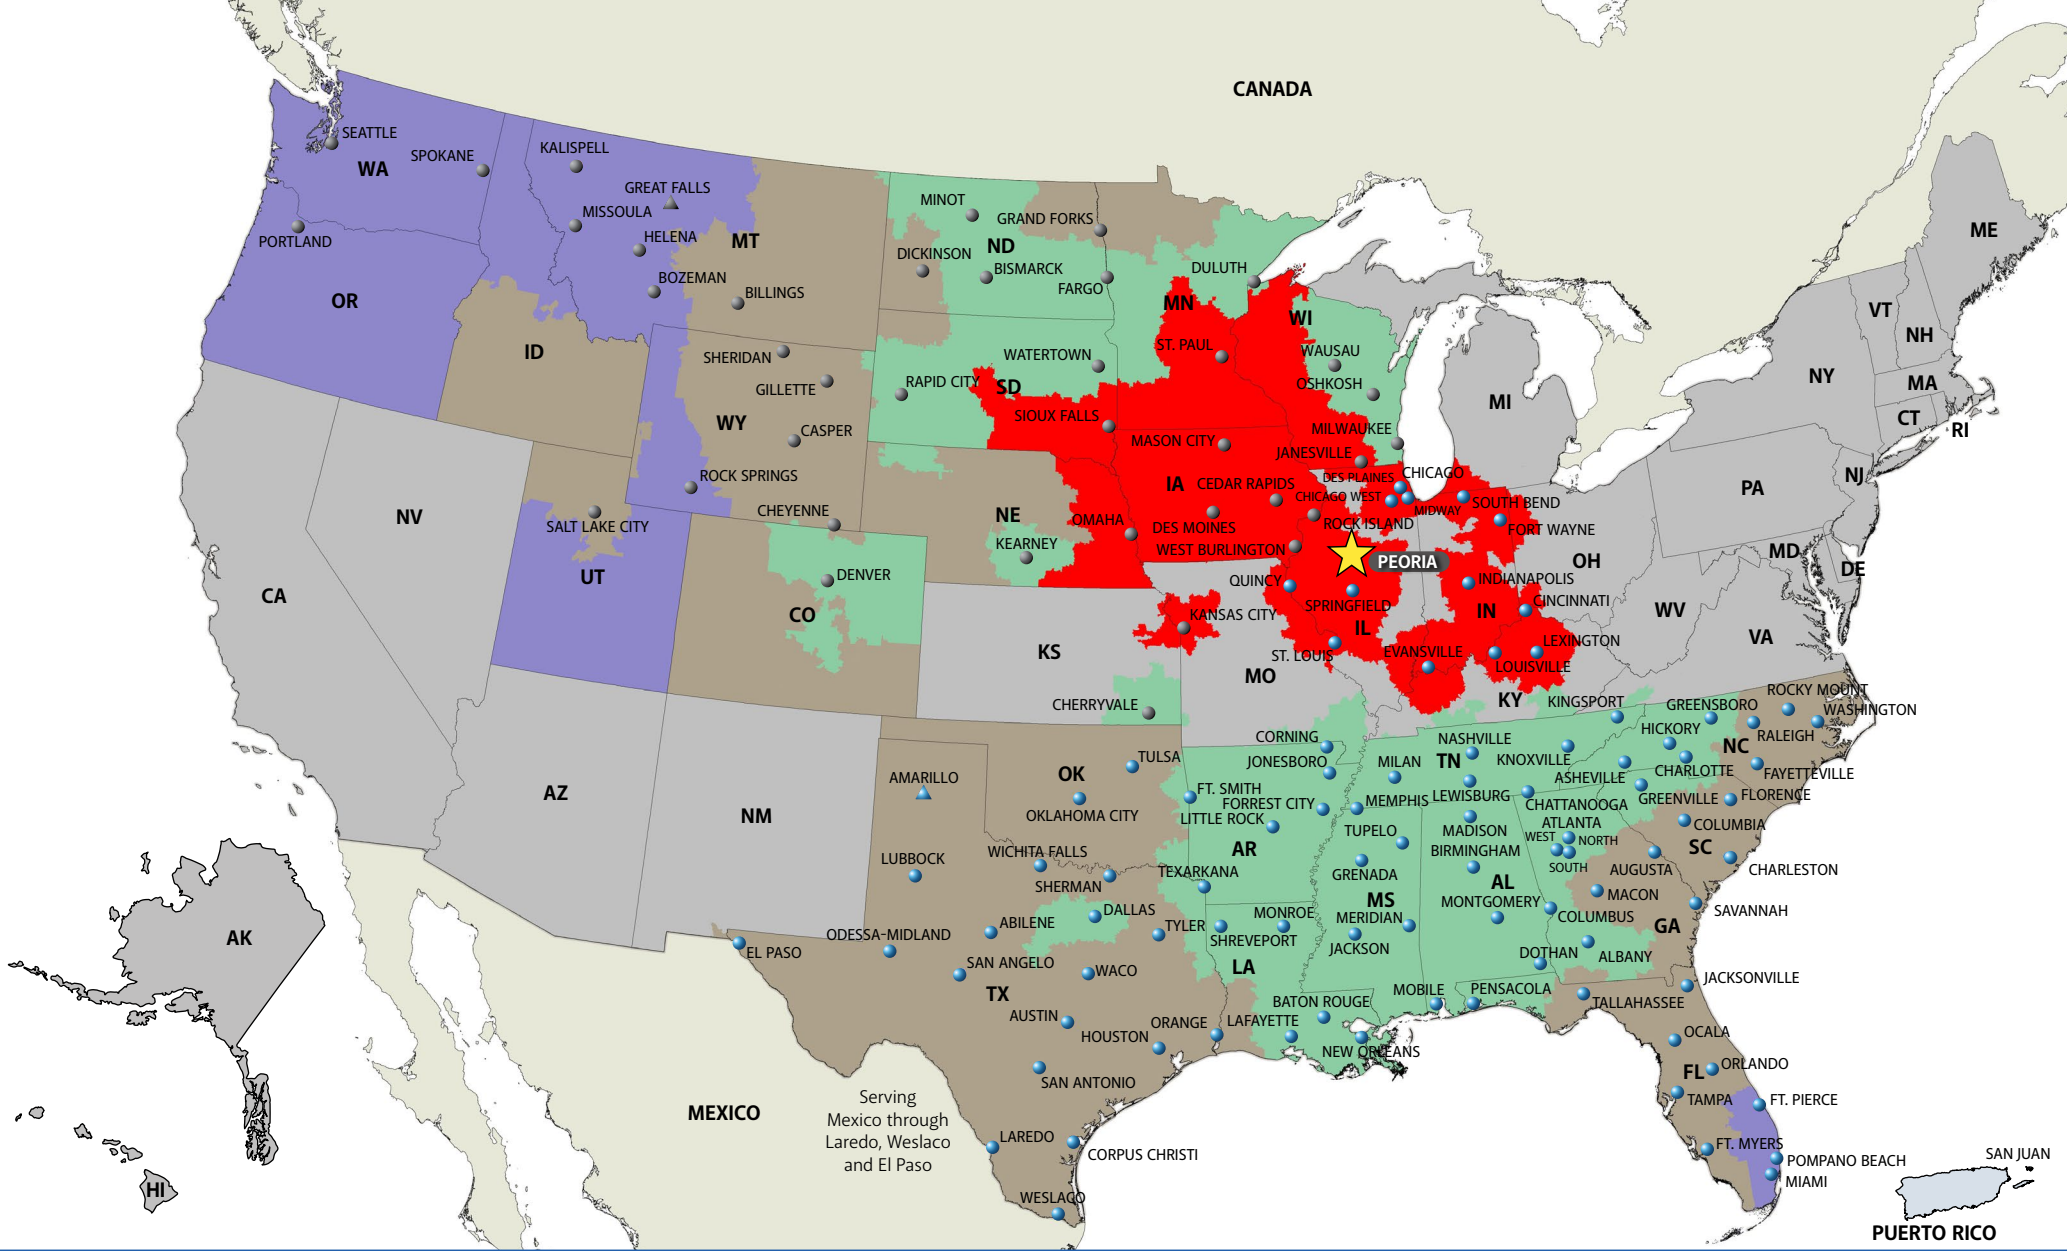 CANADA
SEATTLE
WA
SPOKANE
PORTLAND
OR
KALISPELL
GREAT FALLS
MISSOULA
HELENA
MT
BOZEMAN
BILLINGS
ID
SHERIDAN
GILLETTE
WY
CASPER
ROCK SPRINGS
CHEYENNE
SALT LAKE CITY
UT
NV
CA
MINOT
GRAND FORKS
ND
DICKINSON
BISMARCK
FARGO
DULUTH
MN
WI
WATERTOWN
ST. PAUL
WAUSAU
RAPID CITY
SD
OSHKOSH
SIOUX FALLS
MASON CITY
MILWAUKEE
JANESVILLE
IA
CEDAR RAPIDS
DES PLAINES
CHICAGO
CHICAGO WEST
MIDWAY
SOUTH BEND
NE
OMAHA
DES MOINES
ROCK ISLAND
FORT WAYNE
KEARNEY
WEST BURLINGTON
PEORIA
DENVER
CO
QUINCY
INDIANAPOLIS
SPRINGFIELD
CINCINNATI
KANSAS CITY
IL
IN
KS
ST. LOUIS
EVANSVILLE
LEXINGTON
LOUISVILLE
MO
KY
CHERRYVALE
MI
OH
PA
NY
VT
NH
ME
MA
CT
RI
NJ
MD
DE
WV
VA
KINGSPORT
GREENSBORO
ROCKY MOUNT
WASHINGTON
HICKORY
RALEIGH
NC
CORNING
NASHVILLE
TN
KNOXVILLE
JONESBORO
MILAN
ASHEVILLE
CHARLOTTE
FAYETTEVILLE
TULSA
OK
AMARILLO
OKLAHOMA CITY
FT. SMITH
FORREST CITY
LITTLE ROCK
MEMPHIS
LEWISBURG
CHATTANOOGA
GREENVILLE
FLORENCE
AZ
NM
AR
TUPELO
MADISON
ATLANTA
WEST
NORTH
SOUTH
COLUMBIA
SC
BIRMINGHAM
WICHITA FALLS
LUBBOCK
SHERMAN
TEXARKANA
GRENADA
AL
AUGUSTA
CHARLESTON
MS
MONTGOMERY
MACON
DALLAS
ABILENE
TYLER
MONROE
MERIDIAN
COLUMBUS
SAVANNAH
GA
ODESSA-MIDLAND
SHREVEPORT
JACKSON
EL PASO
SAN ANGELO
WACO
LA
DOTHAN
ALBANY
TX
MOBILE
PENSACOLA
JACKSONVILLE
TALLAHASSEE
BATON ROUGE
AUSTIN
ORANGE
LAFAYETTE
HOUSTON
NEW ORLEANS
OCALA
SAN ANTONIO
ORLANDO
FL
TAMPA
FT. PIERCE
AK
HI
MEXICO
Serving
Mexico through
Laredo, Weslaco
and El Paso
LAREDO
CORPUS CHRISTI
WESLACO
FT. MYERS
POMPANO BEACH
MIAMI
SAN JUAN
PUERTO RICO